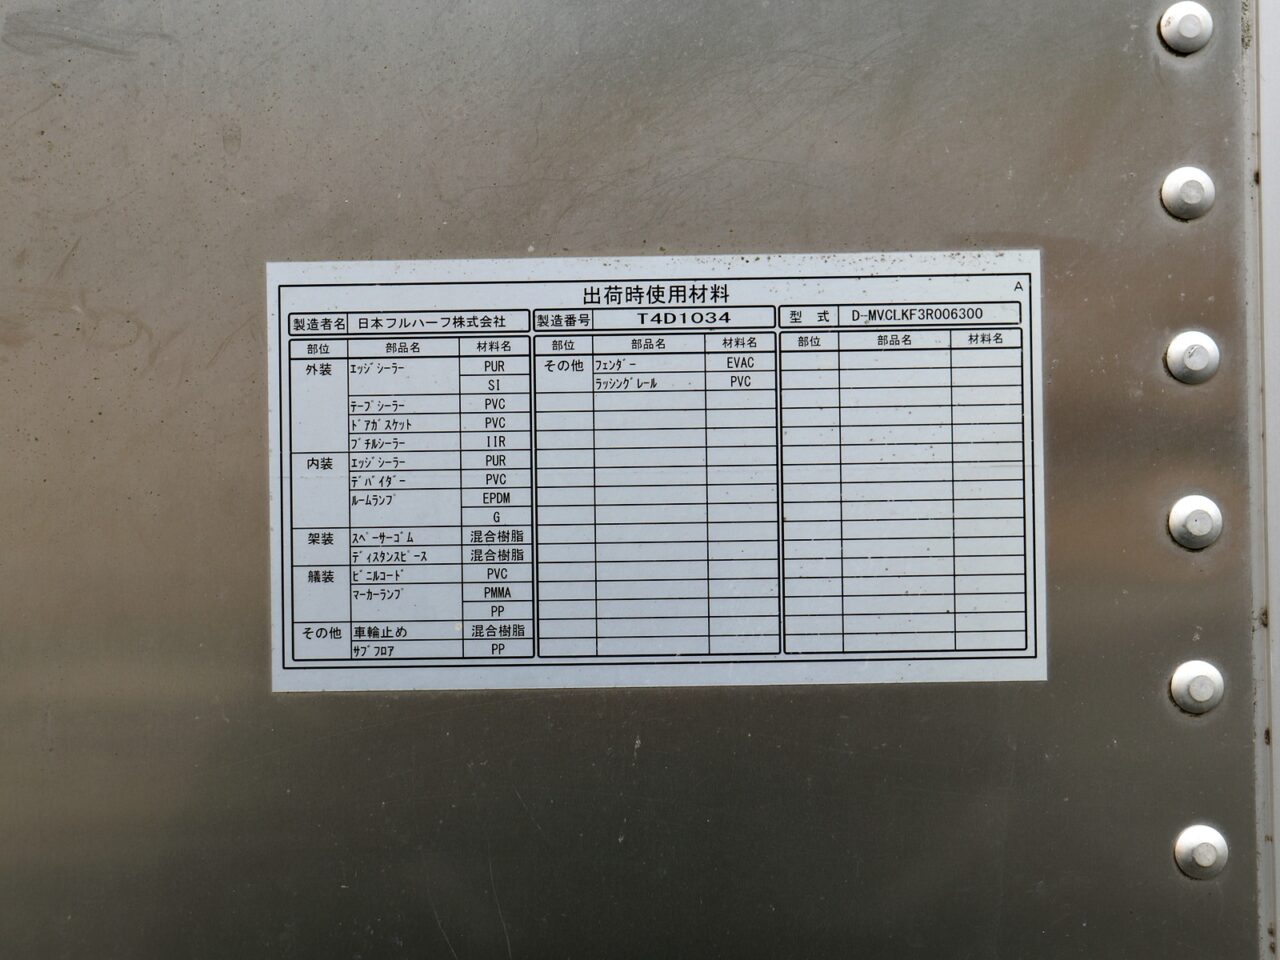 出荷時使用材料
A
製造者名 日本フルハーフ株式会社 製造番号 T4D1034 型 式 D-MVCLKF3R006300
部位 部品名 材料名 部位 部品名 材料名 部位 部品名 材料名
外装 ｴｯｼﾞｼｰﾗｰ PUR その他 ﾌｪﾝﾀﾞｰ EVAC
SI ﾗｯｼﾝｸﾞﾚｰﾙ PVC
ﾃｰﾌﾟｼｰﾗｰ PVC
ﾄﾞｱｶﾞｽｹｯﾄ PVC
ﾌﾞﾁﾙｼｰﾗｰ IIR
内装 ｴｯｼﾞｼｰﾗｰ PUR
ﾃﾞﾊﾞｲﾀﾞｰ PVC
ﾙｰﾑﾗﾝﾌﾟ EPDM
G
架装 ｽﾍﾟｰｻｰｺﾞﾑ 混合樹脂
ﾃﾞｨｽﾀﾝｽﾋﾟｰｽ 混合樹脂
艤装 ﾋﾞﾆﾙｺｰﾄﾞ PVC
ﾏｰｶｰﾗﾝﾌﾟ PMMA
PP
その他 車輪止め 混合樹脂
ｻﾌﾞﾌﾛｱ PP